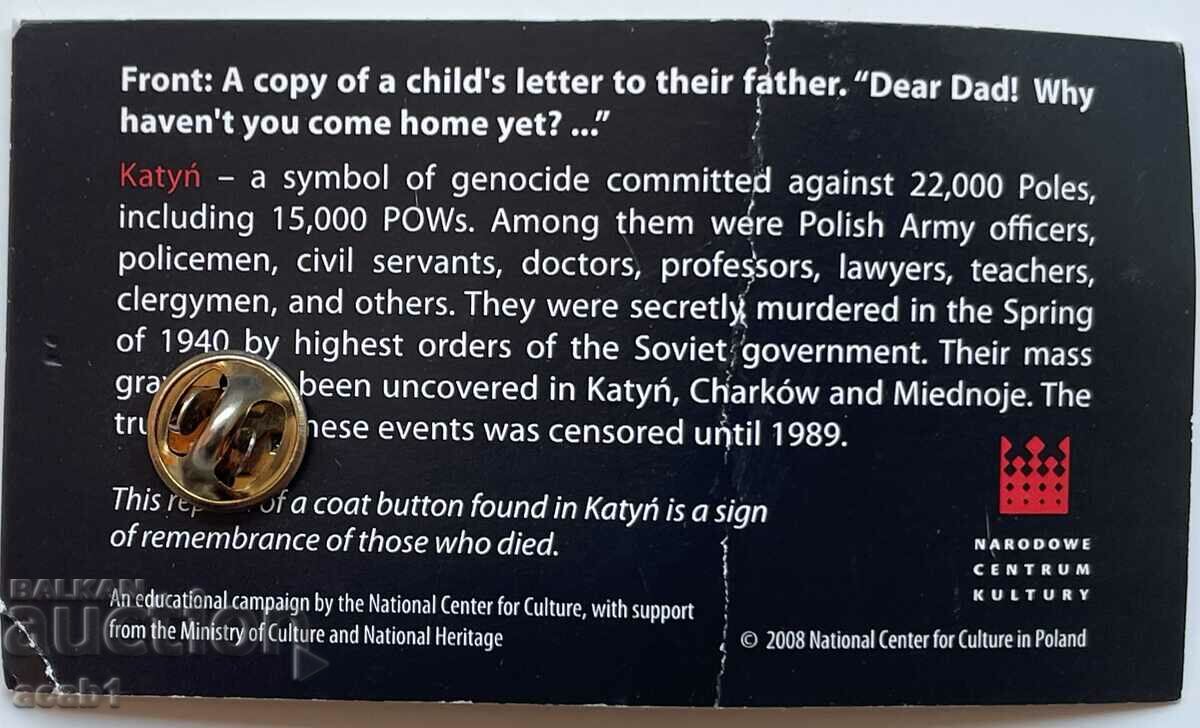 Front: A copy of a child's letter to their father. “Dear Dad!  Why
haven't you come home yet? ...”
Katyń – a symbol of genocide committed against 22,000 Poles,
including 15,000 POWs. Among them were Polish Army officers,
policemen, civil servants, doctors, professors, lawyers, teachers,
clergymen, and others. They were secretly murdered in the Spring
of 1940 by highest orders of the Soviet government. Their mass
been uncovered in Katyń, Charków and Miednoje. The
these events was censored until 1989.
This of a coat button found in Katyń is a sign
of remembrance of those who died.
NARODOWE
CENTRUM
KULTURY
An educational campaign by the National Center for Culture, with support
from the Ministry of Culture and National Heritage
© 2008 National Center for Culture in Poland
BALKAN
auction
acab1